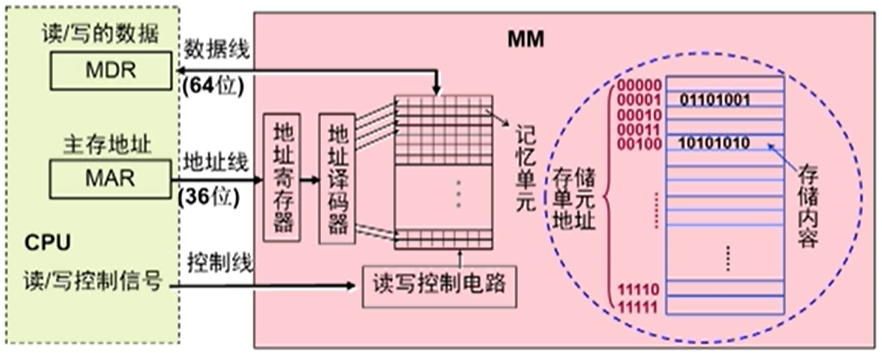 读/写的数据
MDR
数据线
(64位)
MM
主存地址
MAR
地址线
(36位)
地址寄存器
地址译码器
记忆单元
CPU
读/写控制信号
控制线
读写控制电路
存储单元地址
00000
00001
00010
00011
00100
11110
11111
01101001
10101010
存储内容